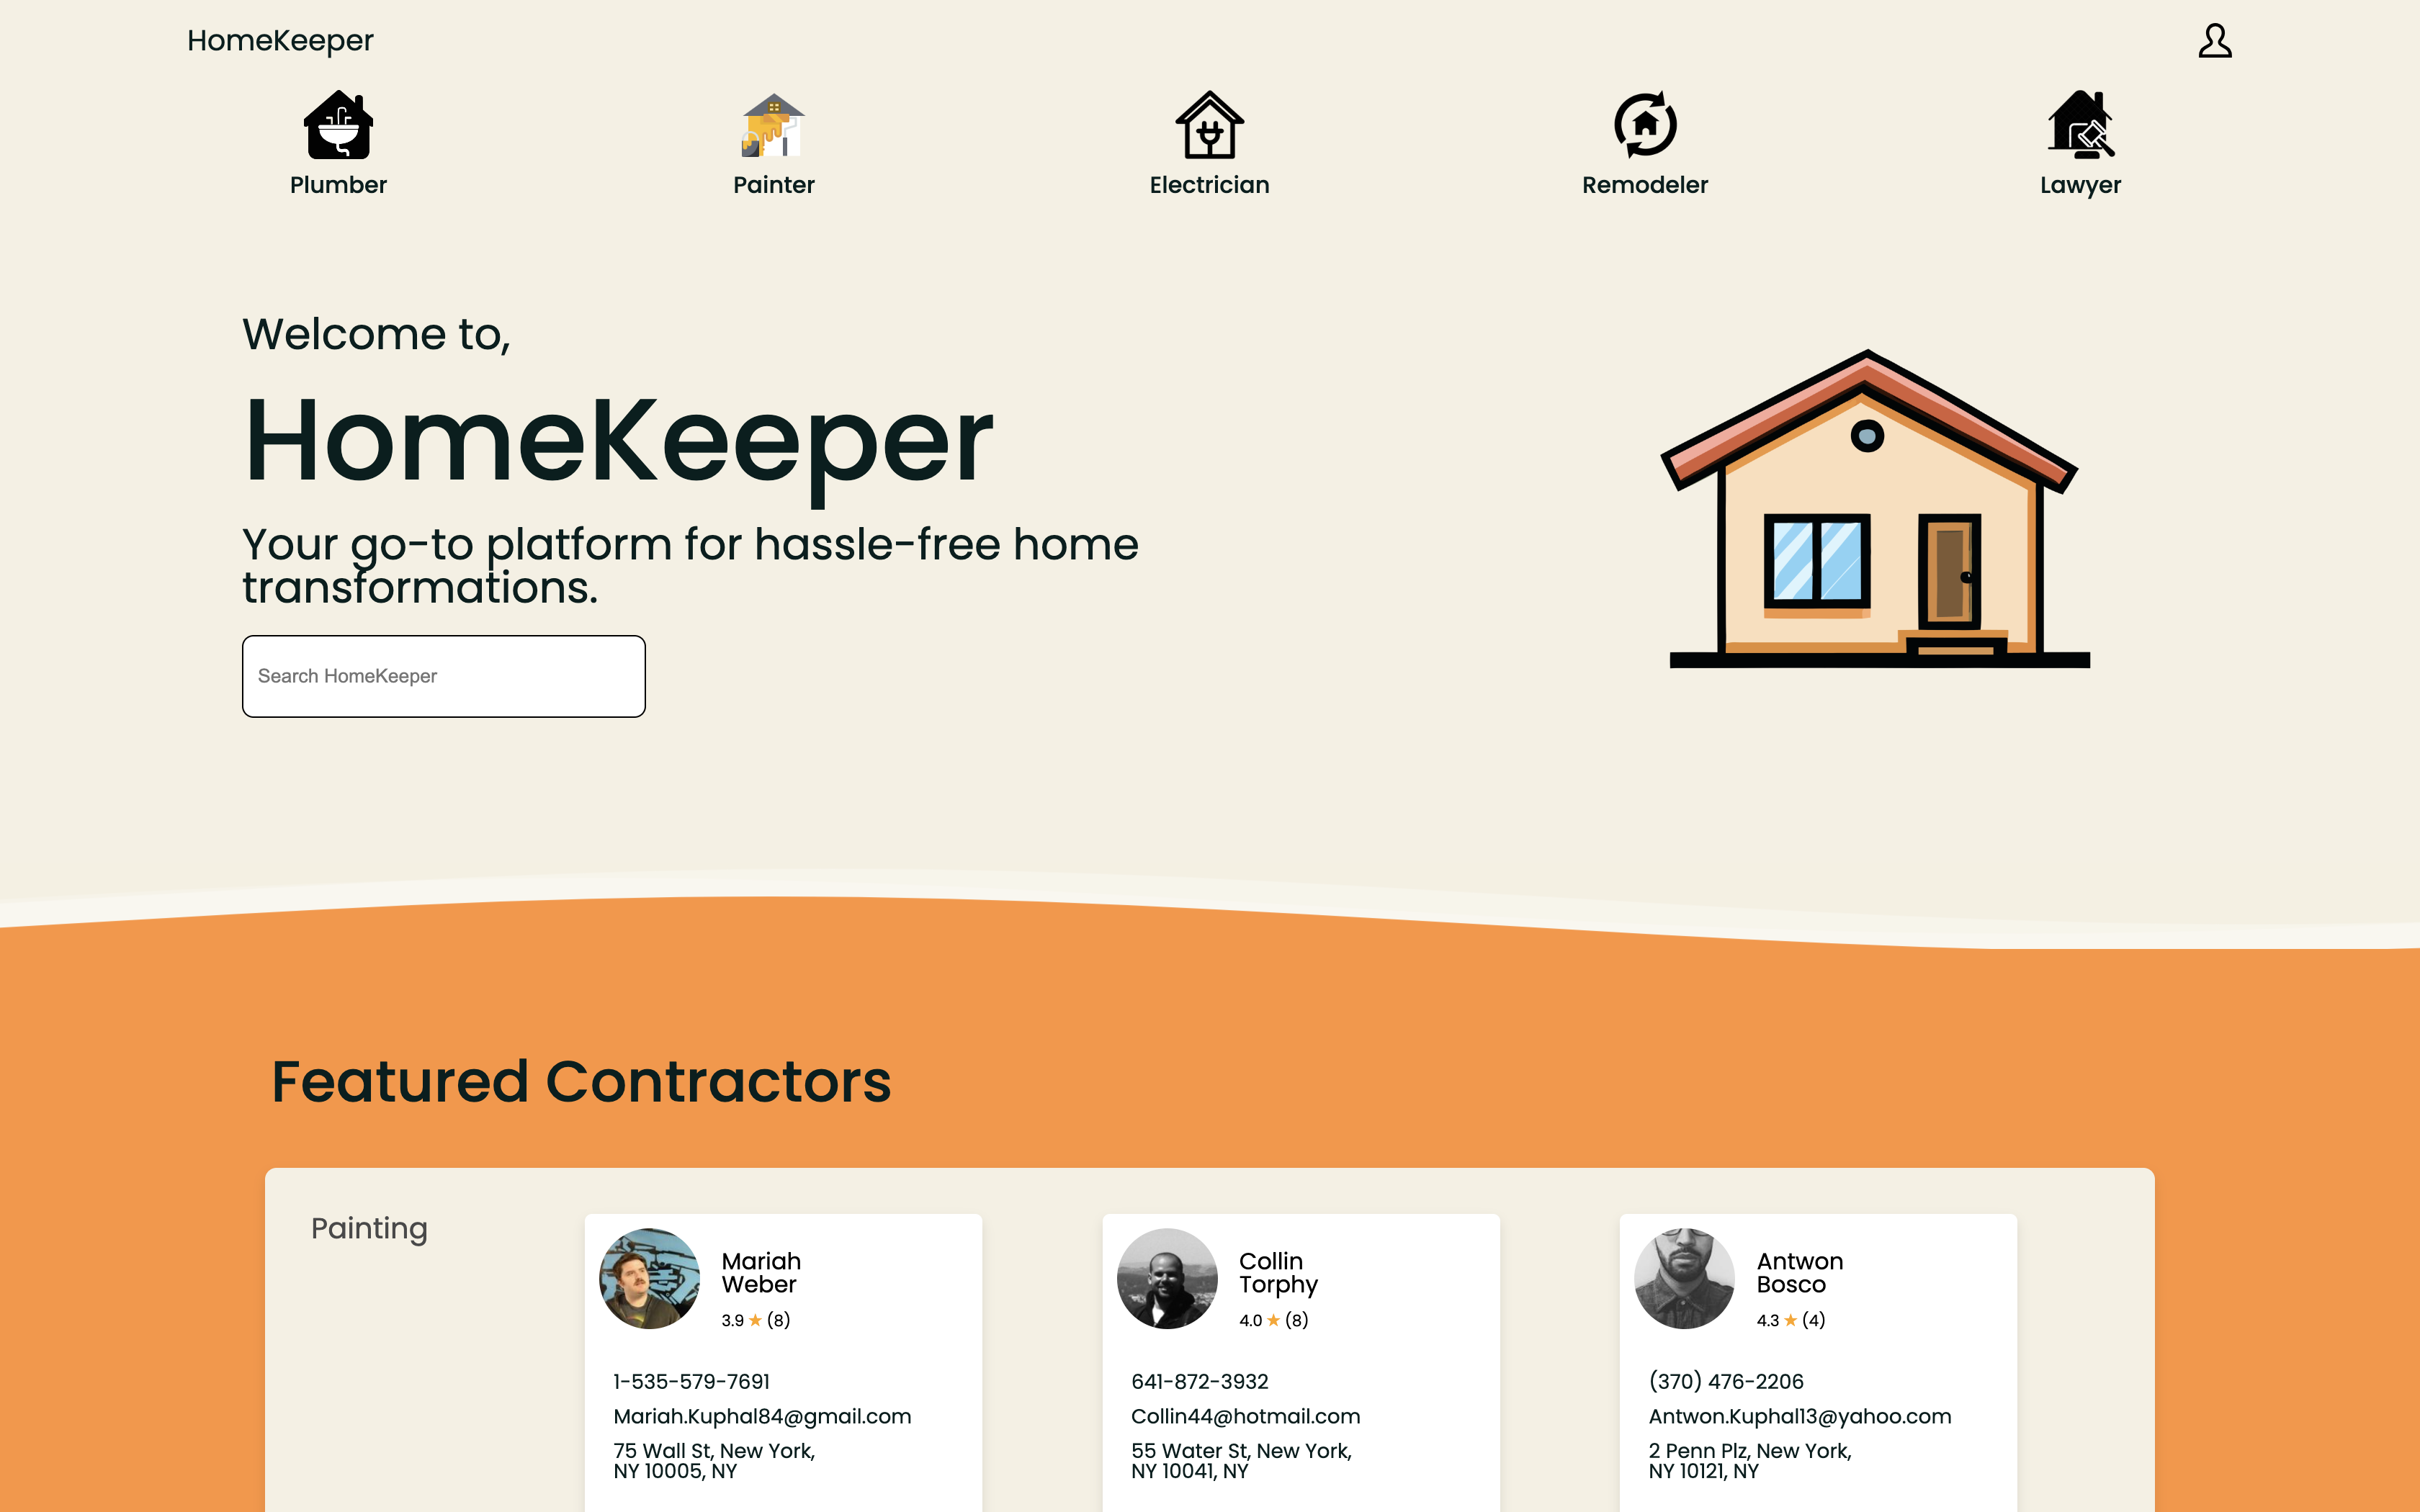 HomeKeeper
Plumber
Painter
Electrician
Remodeler
Lawyer
Welcome to,
HomeKeeper
Your go-to platform for hassle-free home
transformations.
Search HomeKeeper
Featured Contractors
Painting
Mariah
Weber
3.9 ★ (8)
1-535-579-7691
Mariah.Kuphal84@gmail.com
75 Wall St, New York,
NY 10005, NY
Collin
Torphy
4.0 ★ (8)
641-872-3932
Collin44@hotmail.com
55 Water St, New York,
NY 10041, NY
Antwon
Bosco
4.3 ★ (4)
(370) 476-2206
Antwon.Kuphal13@yahoo.com
2 Penn Plz, New York,
NY 10121, NY